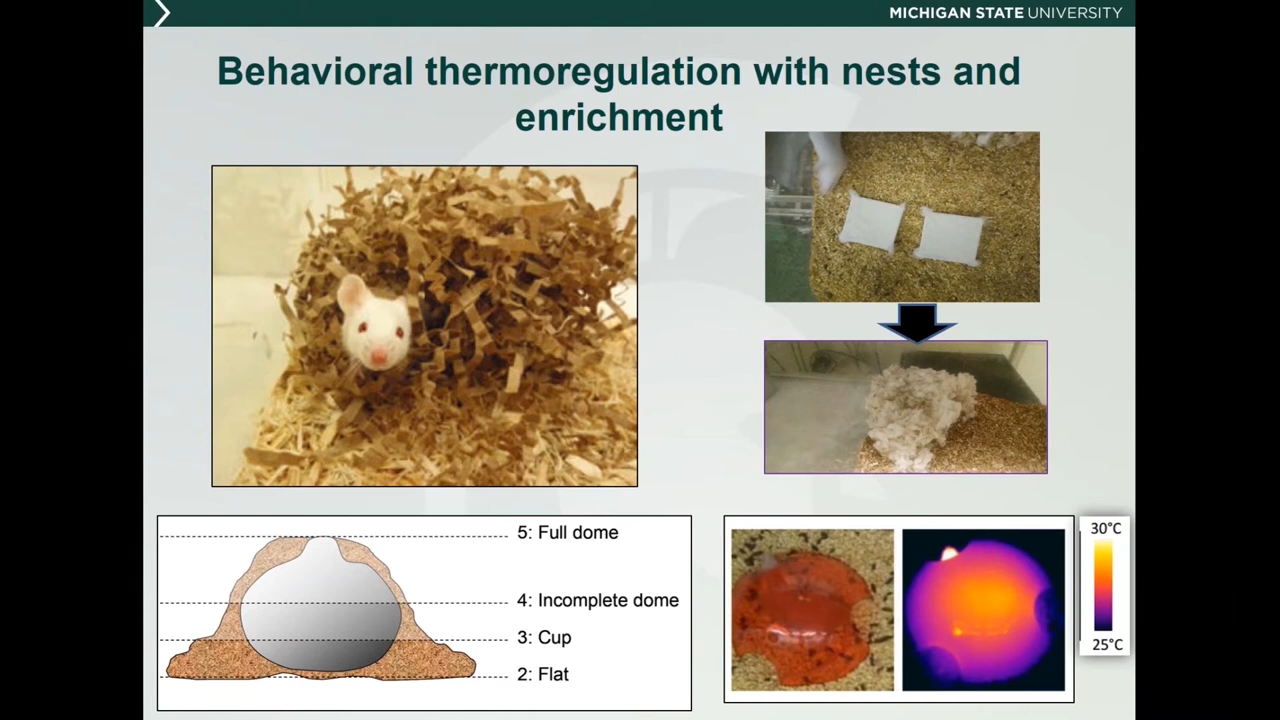 MICHIGAN STATE UNIVERSITY
Behavioral thermoregulation with nests and
enrichment
5: Full dome
4: Incomplete dome
3: Cup
2: Flat
30°C
25°C